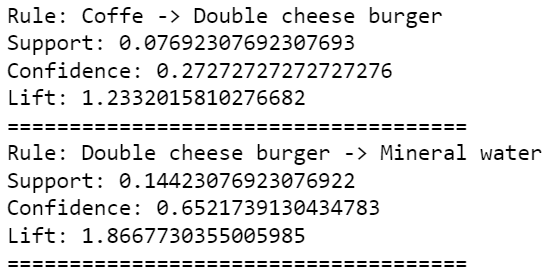 Rule: Coffe -> Double cheese burger
Support: 0.07692307692307693
Confidence: 0.27272727272727276
Lift: 1.2332015810276682
=====================================
Rule: Double cheese burger -> Mineral water
Support: 0.14423076923076922
Confidence: 0.6521739130434783
Lift: 1.8667730355005985
=====================================